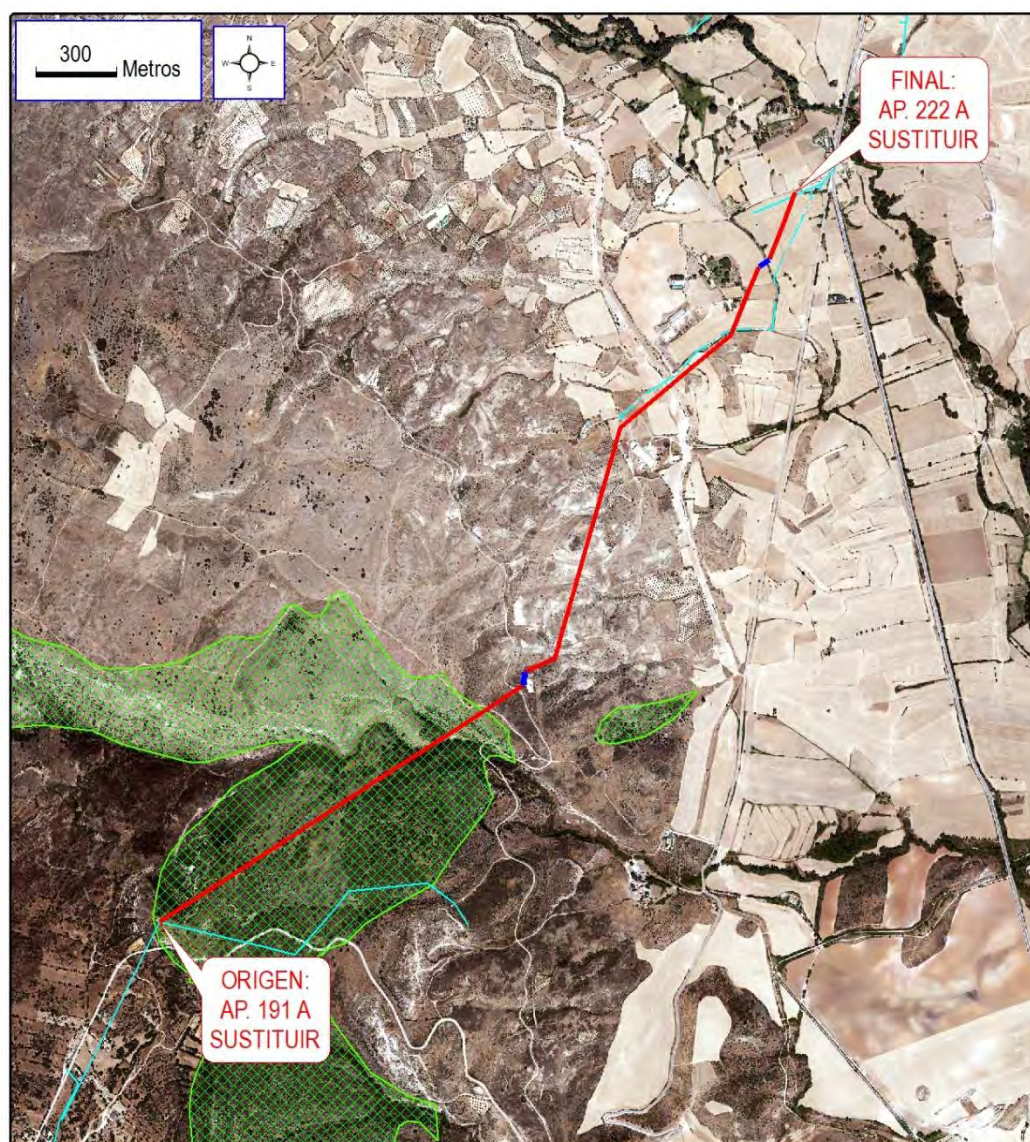 300 Metros
N
W E
S
FINAL:
AP. 222 A
SUSTITUIR
ORIGEN:
AP. 191 A
SUSTITUIR